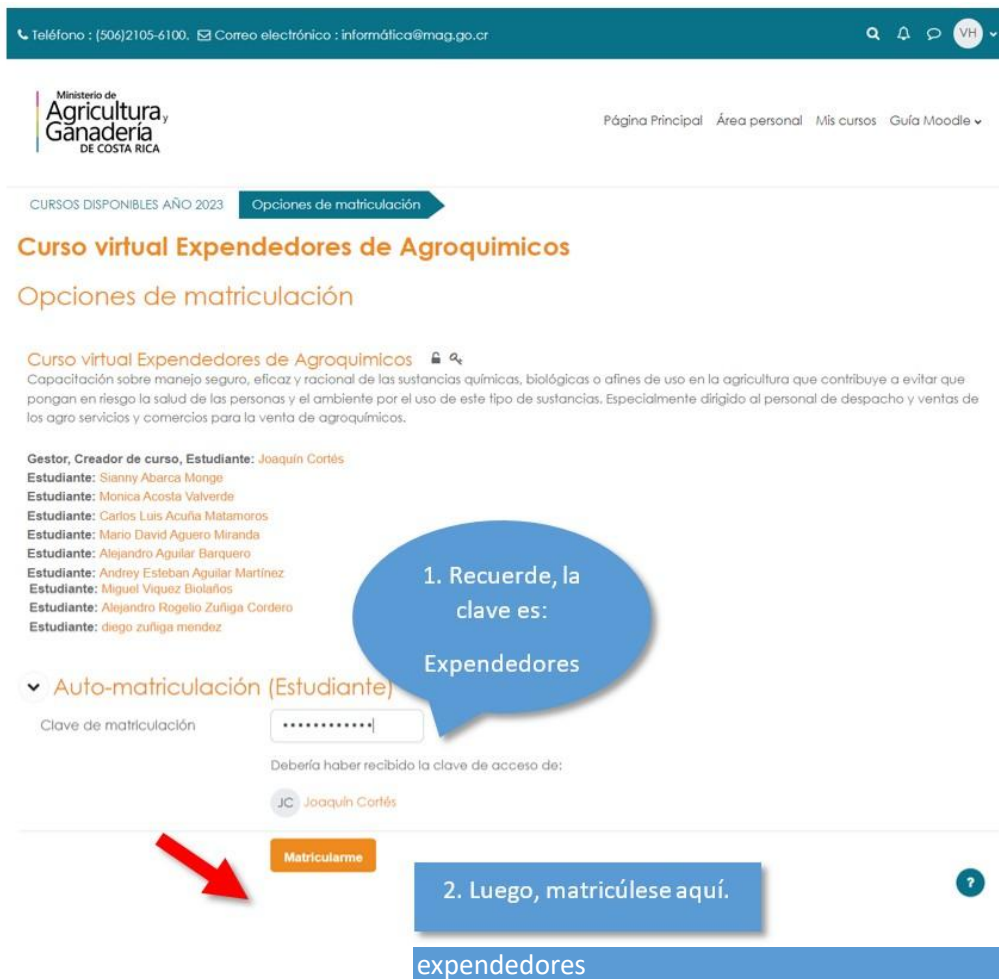 Teléfono : (506)2105-6100. Correo electrónico : informática@mag.go.cr
VH
Ministerio de
Agricultura y
Ganadería
DE COSTA RICA
Página Principal Área personal Mis cursos Guía Moodle
CURSOS DISPONIBLES AÑO 2023 Opciones de matriculación
Curso virtual Expendedores de Agroquimicos
Opciones de matriculación
Curso virtual Expendedores de Agroquimicos
Capacitación sobre manejo seguro, eficaz y racional de las sustancias químicas, biológicas o afines de uso en la agricultura que contribuye a evitar que
pongan en riesgo la salud de las personas y el ambiente por el uso de este tipo de sustancias. Especialmente dirigido al personal de despacho y ventas de
los agro servicios y comercios para la venta de agroquímicos.
Gestor, Creador de curso, Estudiante: Joaquín Cortés
Estudiante: Sianny Abarca Monge
Estudiante: Monica Acosta Valverde
Estudiante: Carlos Luis Acuña Matamoros
Estudiante: Mario David Aguero Miranda
Estudiante: Alejandro Aguilar Barquero
Estudiante: Andrey Esteban Aguilar Martínez
Estudiante: Miguel Viquez Biolaños
Estudiante: Alejandro Rogelio Zuñiga Cordero
Estudiante: diego zuñiga mendez
1. Recuerde, la
clave es:
Expendedores
Auto-matriculación (Estudiante)
Clave de matriculación ••••••••••••
Debería haber recibido la clave de acceso de:
JC Joaquín Cortés
Matricularme
2. Luego, matricúlese aquí.
?
expendedores